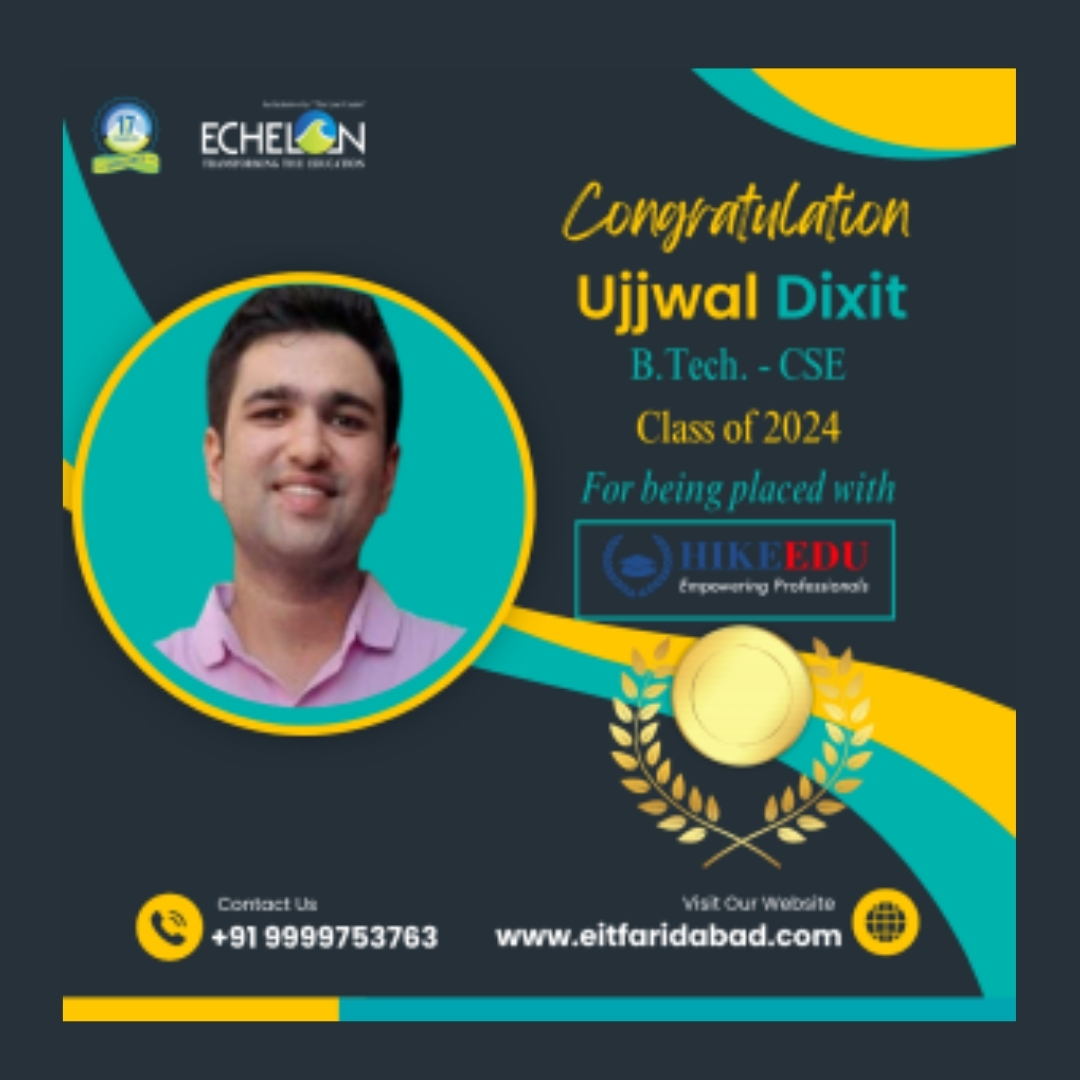 17
ECHELON
TRANSFORMING THE EDUCATION
Congratulation
Ujjwal Dixit
B.Tech. - CSE
Class of 2024
For being placed with
HIKEEDU
Empowering Professionals
Contact Us
+91 9999753763
Visit Our Website
www.eitfaridabad.com